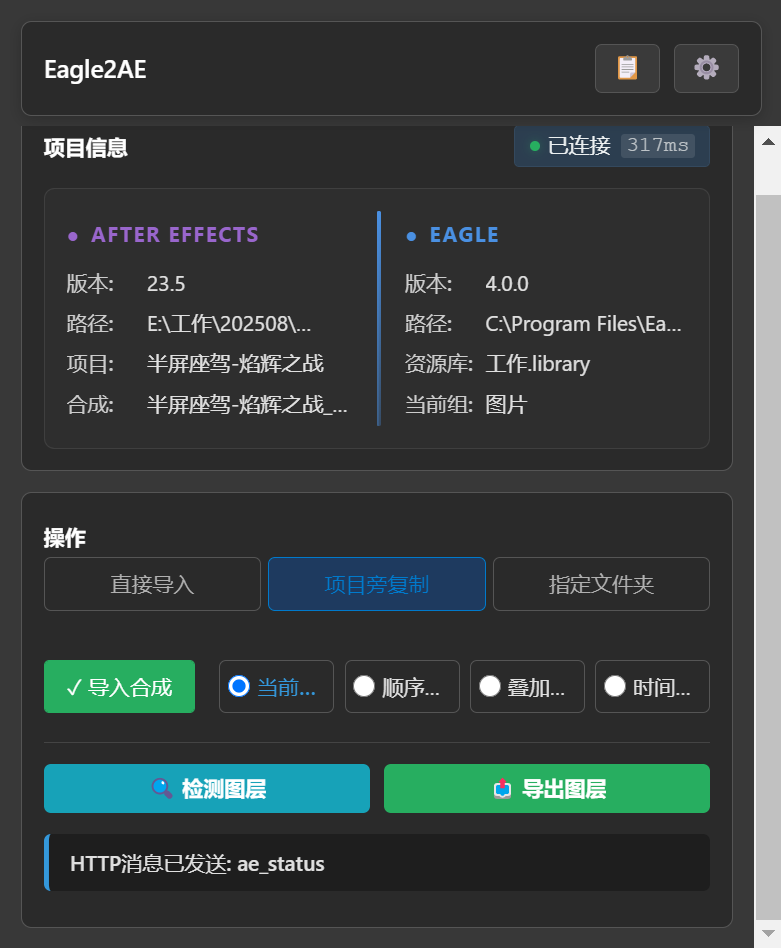 Eagle2AE
项目信息
已连接 317ms
AFTER EFFECTS
版本: 23.5
路径: E:\工作\202508\...
项目: 半屏座驾-焰辉之战
合成: 半屏座驾-焰辉之战_...
EAGLE
版本: 4.0.0
路径: C:\Program Files\Ea...
资源库: 工作.library
当前组: 图片
操作
直接导入 项目旁复制 指定文件夹
✓ 导入合成 当前... 顺序... 叠加... 时间...
检测图层 导出图层
HTTP消息已发送: ae_status